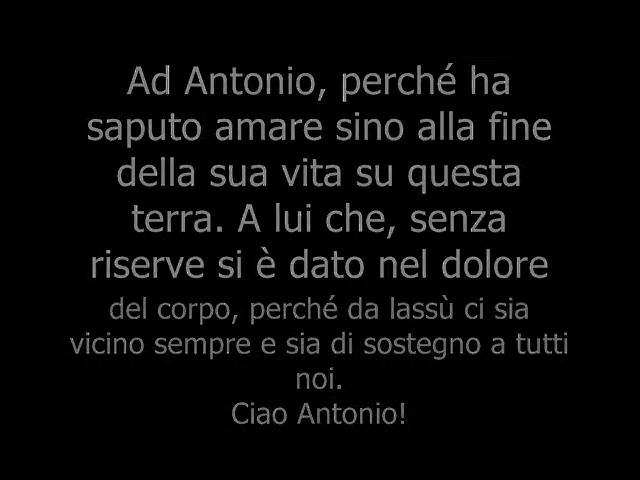 Ad Antonio, perché ha
saputo amare sino alla fine
della sua vita su questa
terra. A lui che, senza
riserve si è dato nel dolore
del corpo, perché da lassù ci sia
vicino sempre e sia di sostegno a tutti
noi.
Ciao Antonio!